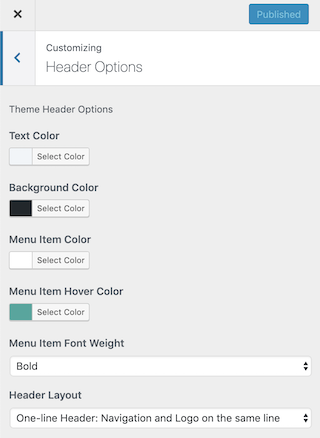 Published
Customizing
Header Options
Theme Header Options
Text Color
Select Color
Background Color
Select Color
Menu Item Color
Select Color
Menu Item Hover Color
Select Color
Menu Item Font Weight
Bold
Header Layout
One-line Header: Navigation and Logo on the same line